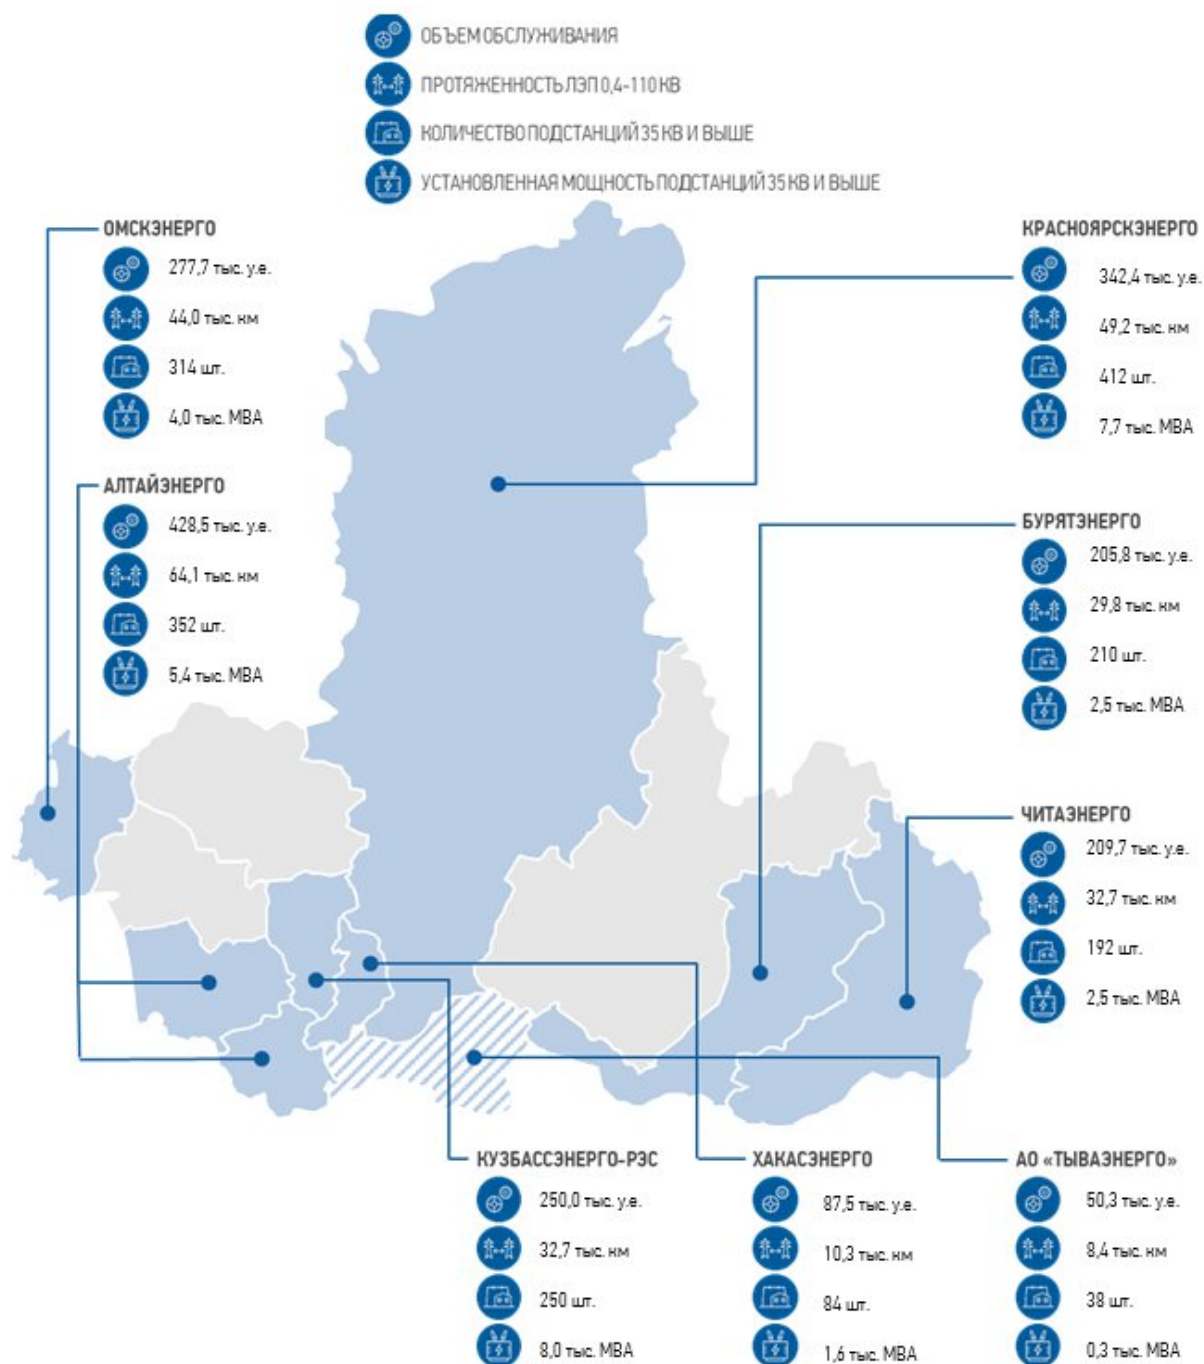 ОБЪЕМ ОБСЛУЖИВАНИЯ
ПРОТЯЖЕННОСТЬ ЛЭП 0,4-110 КВ
КОЛИЧЕСТВО ПОДСТАНЦИЙ 35 КВ И ВЫШЕ
УСТАНОВЛЕННАЯ МОЩНОСТЬ ПОДСТАНЦИЙ 35 КВ И ВЫШЕ
ОМСКЭНЕРГО
277,7 тыс. у.е.
44,0 тыс. км
314 шт.
4,0 тыс. МВА
АЛТАЙЭНЕРГО
428,5 тыс. у.е.
64,1 тыс. км
352 шт.
5,4 тыс. МВА
КРАСНОЯРСКЭНЕРГО
342,4 тыс. у.е.
49,2 тыс. км
412 шт.
7,7 тыс. МВА
БУРЯТЭНЕРГО
205,8 тыс. у.е.
29,8 тыс. км
210 шт.
2,5 тыс. МВА
ЧИТАЭНЕРГО
209,7 тыс. у.е.
32,7 тыс. км
192 шт.
2,5 тыс. МВА
КУЗБАССЭНЕРГО-РЭС
250,0 тыс. у.е.
32,7 тыс. км
250 шт.
8,0 тыс. МВА
ХАКАСЭНЕРГО
87,5 тыс. у.е.
10,3 тыс. км
84 шт.
1,6 тыс. МВА
АО «ТЫВАЭНЕРГО»
50,3 тыс. у.е.
8,4 тыс. км
38 шт.
0,3 тыс. МВА